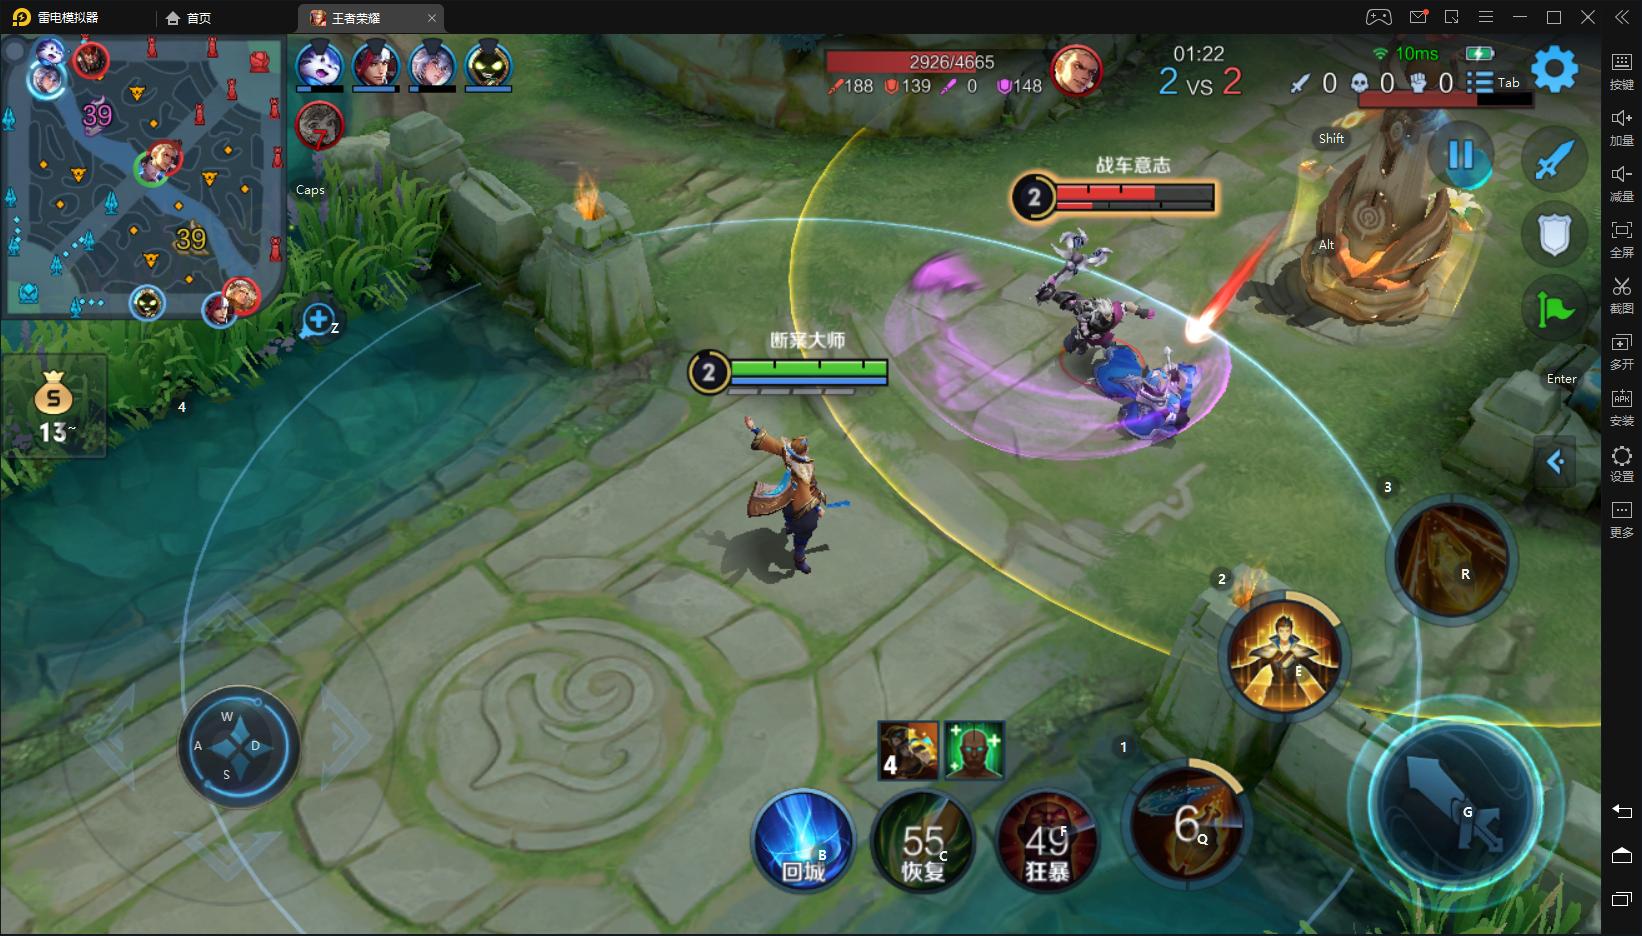 雷电模拟器
首页
王者荣耀
39
39
7
Caps
Z
4
13~
2926/4665
188 139 0 148
01:22
2 VS 2
10ms
0 0 0 Tab
Shift
战车意志
2
Alt
Enter
断案大师
2
3
R
2
E
1
W
A D
S
4
B
回城
55 C
恢复
49 F
狂暴
6 Q
G
按键
加量
减量
全屏
截图
多开
APK
安装
设置
更多